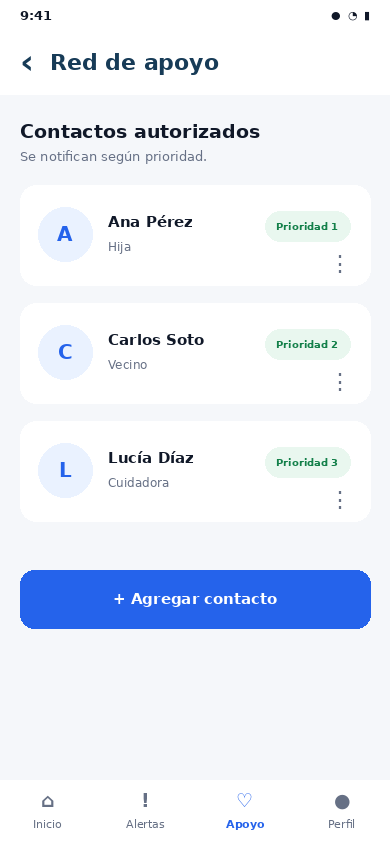 9:41
Red de apoyo
Contactos autorizados
Se notifican según prioridad.
A
Ana Pérez
Hija
Prioridad 1
C
Carlos Soto
Vecino
Prioridad 2
L
Lucía Díaz
Cuidadora
Prioridad 3
+ Agregar contacto
Inicio
Alertas
Apoyo
Perfil